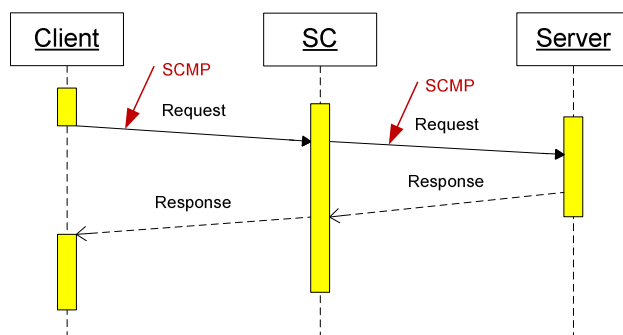 Client
SC
Server
SCMP
SCMP
Request
Request
Response
Response